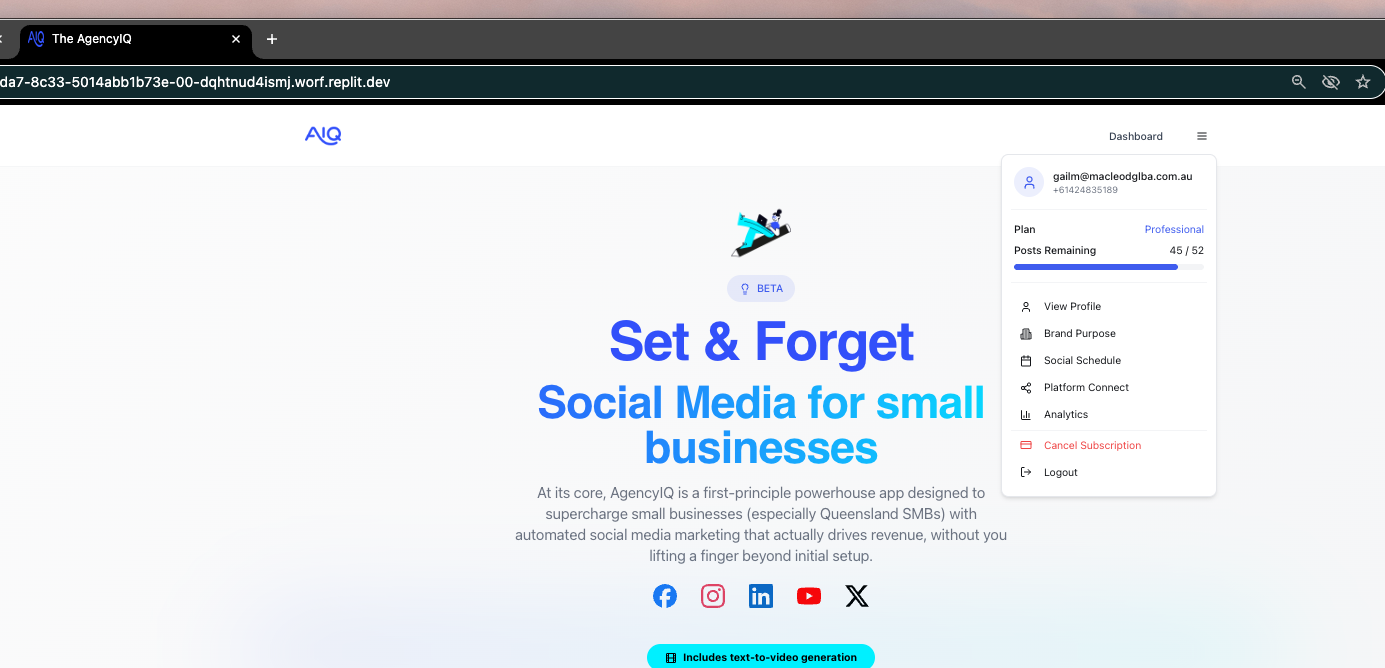 The AgencyIQ
da7-8c33-5014abb1b73e-00-dqhtnud4ismj.worf.replit.dev
AIQ
Dashboard
gailm@macleodglba.com.au
+61424835189
Plan Professional
Posts Remaining 45 / 52
View Profile
Brand Purpose
Social Schedule
Platform Connect
Analytics
Cancel Subscription
Logout
BETA
Set & Forget
Social Media for small
businesses
At its core, AgencyIQ is a first-principle powerhouse app designed to
supercharge small businesses (especially Queensland SMBs) with
automated social media marketing that actually drives revenue, without you
lifting a finger beyond initial setup.
Includes text-to-video generation